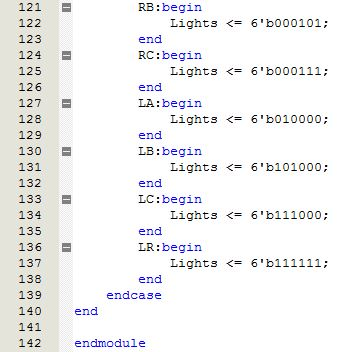 121 RB:begin
122 Lights <= 6'b000101;
123 end
124 RC:begin
125 Lights <= 6'b000111;
126 end
127 LA:begin
128 Lights <= 6'b010000;
129 end
130 LB:begin
131 Lights <= 6'b101000;
132 end
133 LC:begin
134 Lights <= 6'b111000;
135 end
136 LR:begin
137 Lights <= 6'b111111;
138 end
139 endcase
140 end
141
142 endmodule